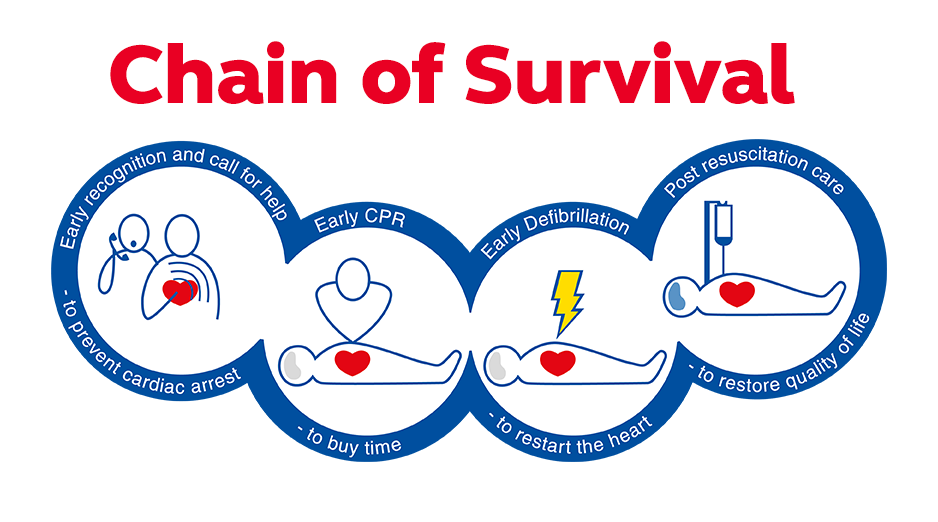 Chain of Survival
Early recognition and call for help
- to prevent cardiac arrest
Early CPR
- to buy time
Early Defibrillation
- to restart the heart
Post resuscitation care
- to restore quality of life